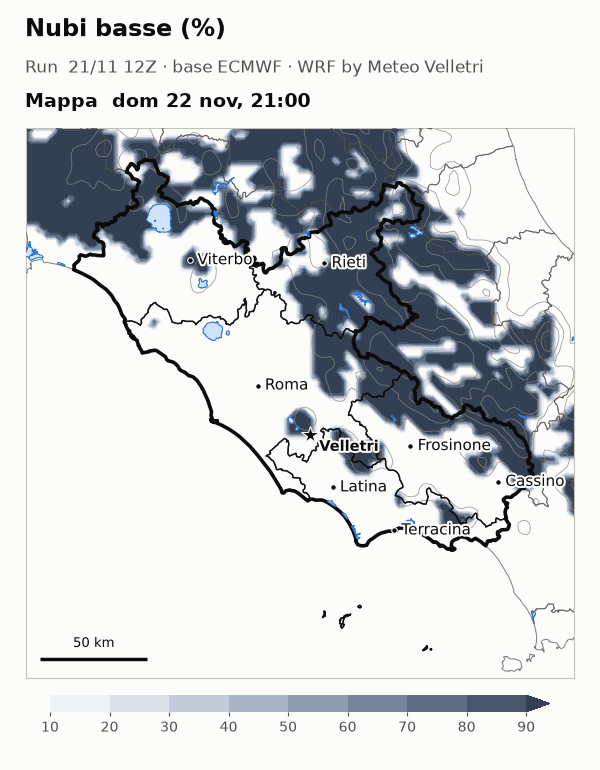 Nubi basse (%)
Run  21/11 12Z · base ECMWF · WRF by Meteo Velletri
Mappa  dom 22 nov, 21:00
Viterbo
Rieti
Roma
Velletri
Frosinone
Cassino
Latina
Terracina
50 km
10 20 30 40 50 60 70 80 90